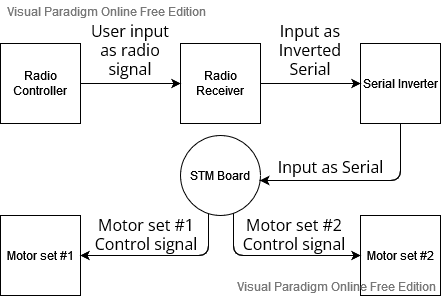 Visual Paradigm Online Free Edition
User input
as radio
signal
Input as
Inverted
Serial
Radio
Controller
Radio
Receiver
Serial Inverter
Input as Serial
STM Board
Motor set #1
Control signal
Motor set #2
Control signal
Motor set #1
Motor set #2
Visual Paradigm Online Free Edition